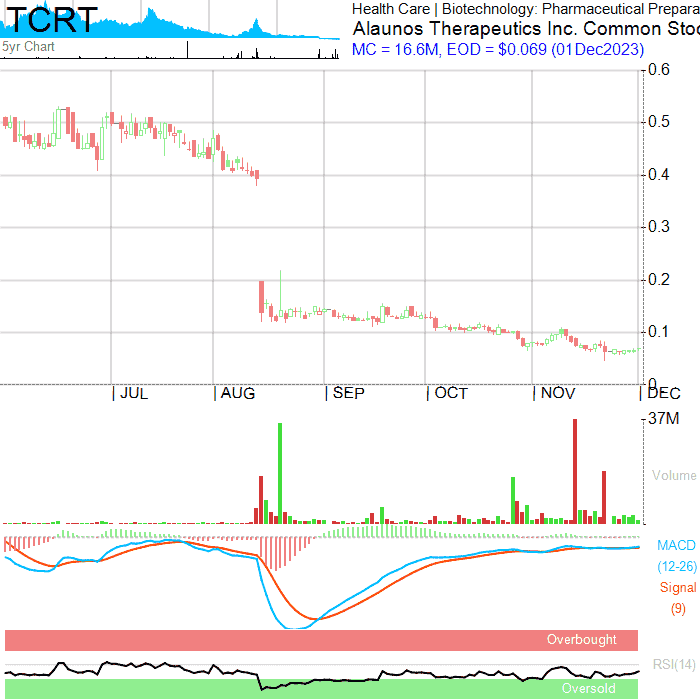 TCRT
Health Care | Biotechnology: Pharmaceutical Prepara
Alaunos Therapeutics Inc. Common Stoc
MC = 16.6M, EOD = $0.069 (01Dec2023)
5yr Chart
0.6
0.5
0.4
0.3
0.2
0.1
0
JUL AUG SEP OCT NOV DEC
37M
Volume
MACD
(12-26)
Signal
(9)
Overbought
RSI(14)
Oversold